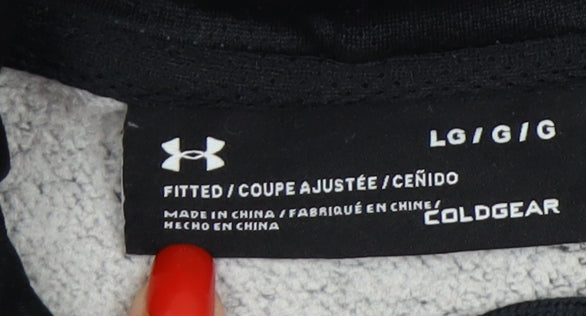 LG / G / G
FITTED / COUPE AJUSTÉE / CEÑIDO
MADE IN CHINA / FABRIQUÉ EN CHINE /
HECHO EN CHINA
COLDGEAR